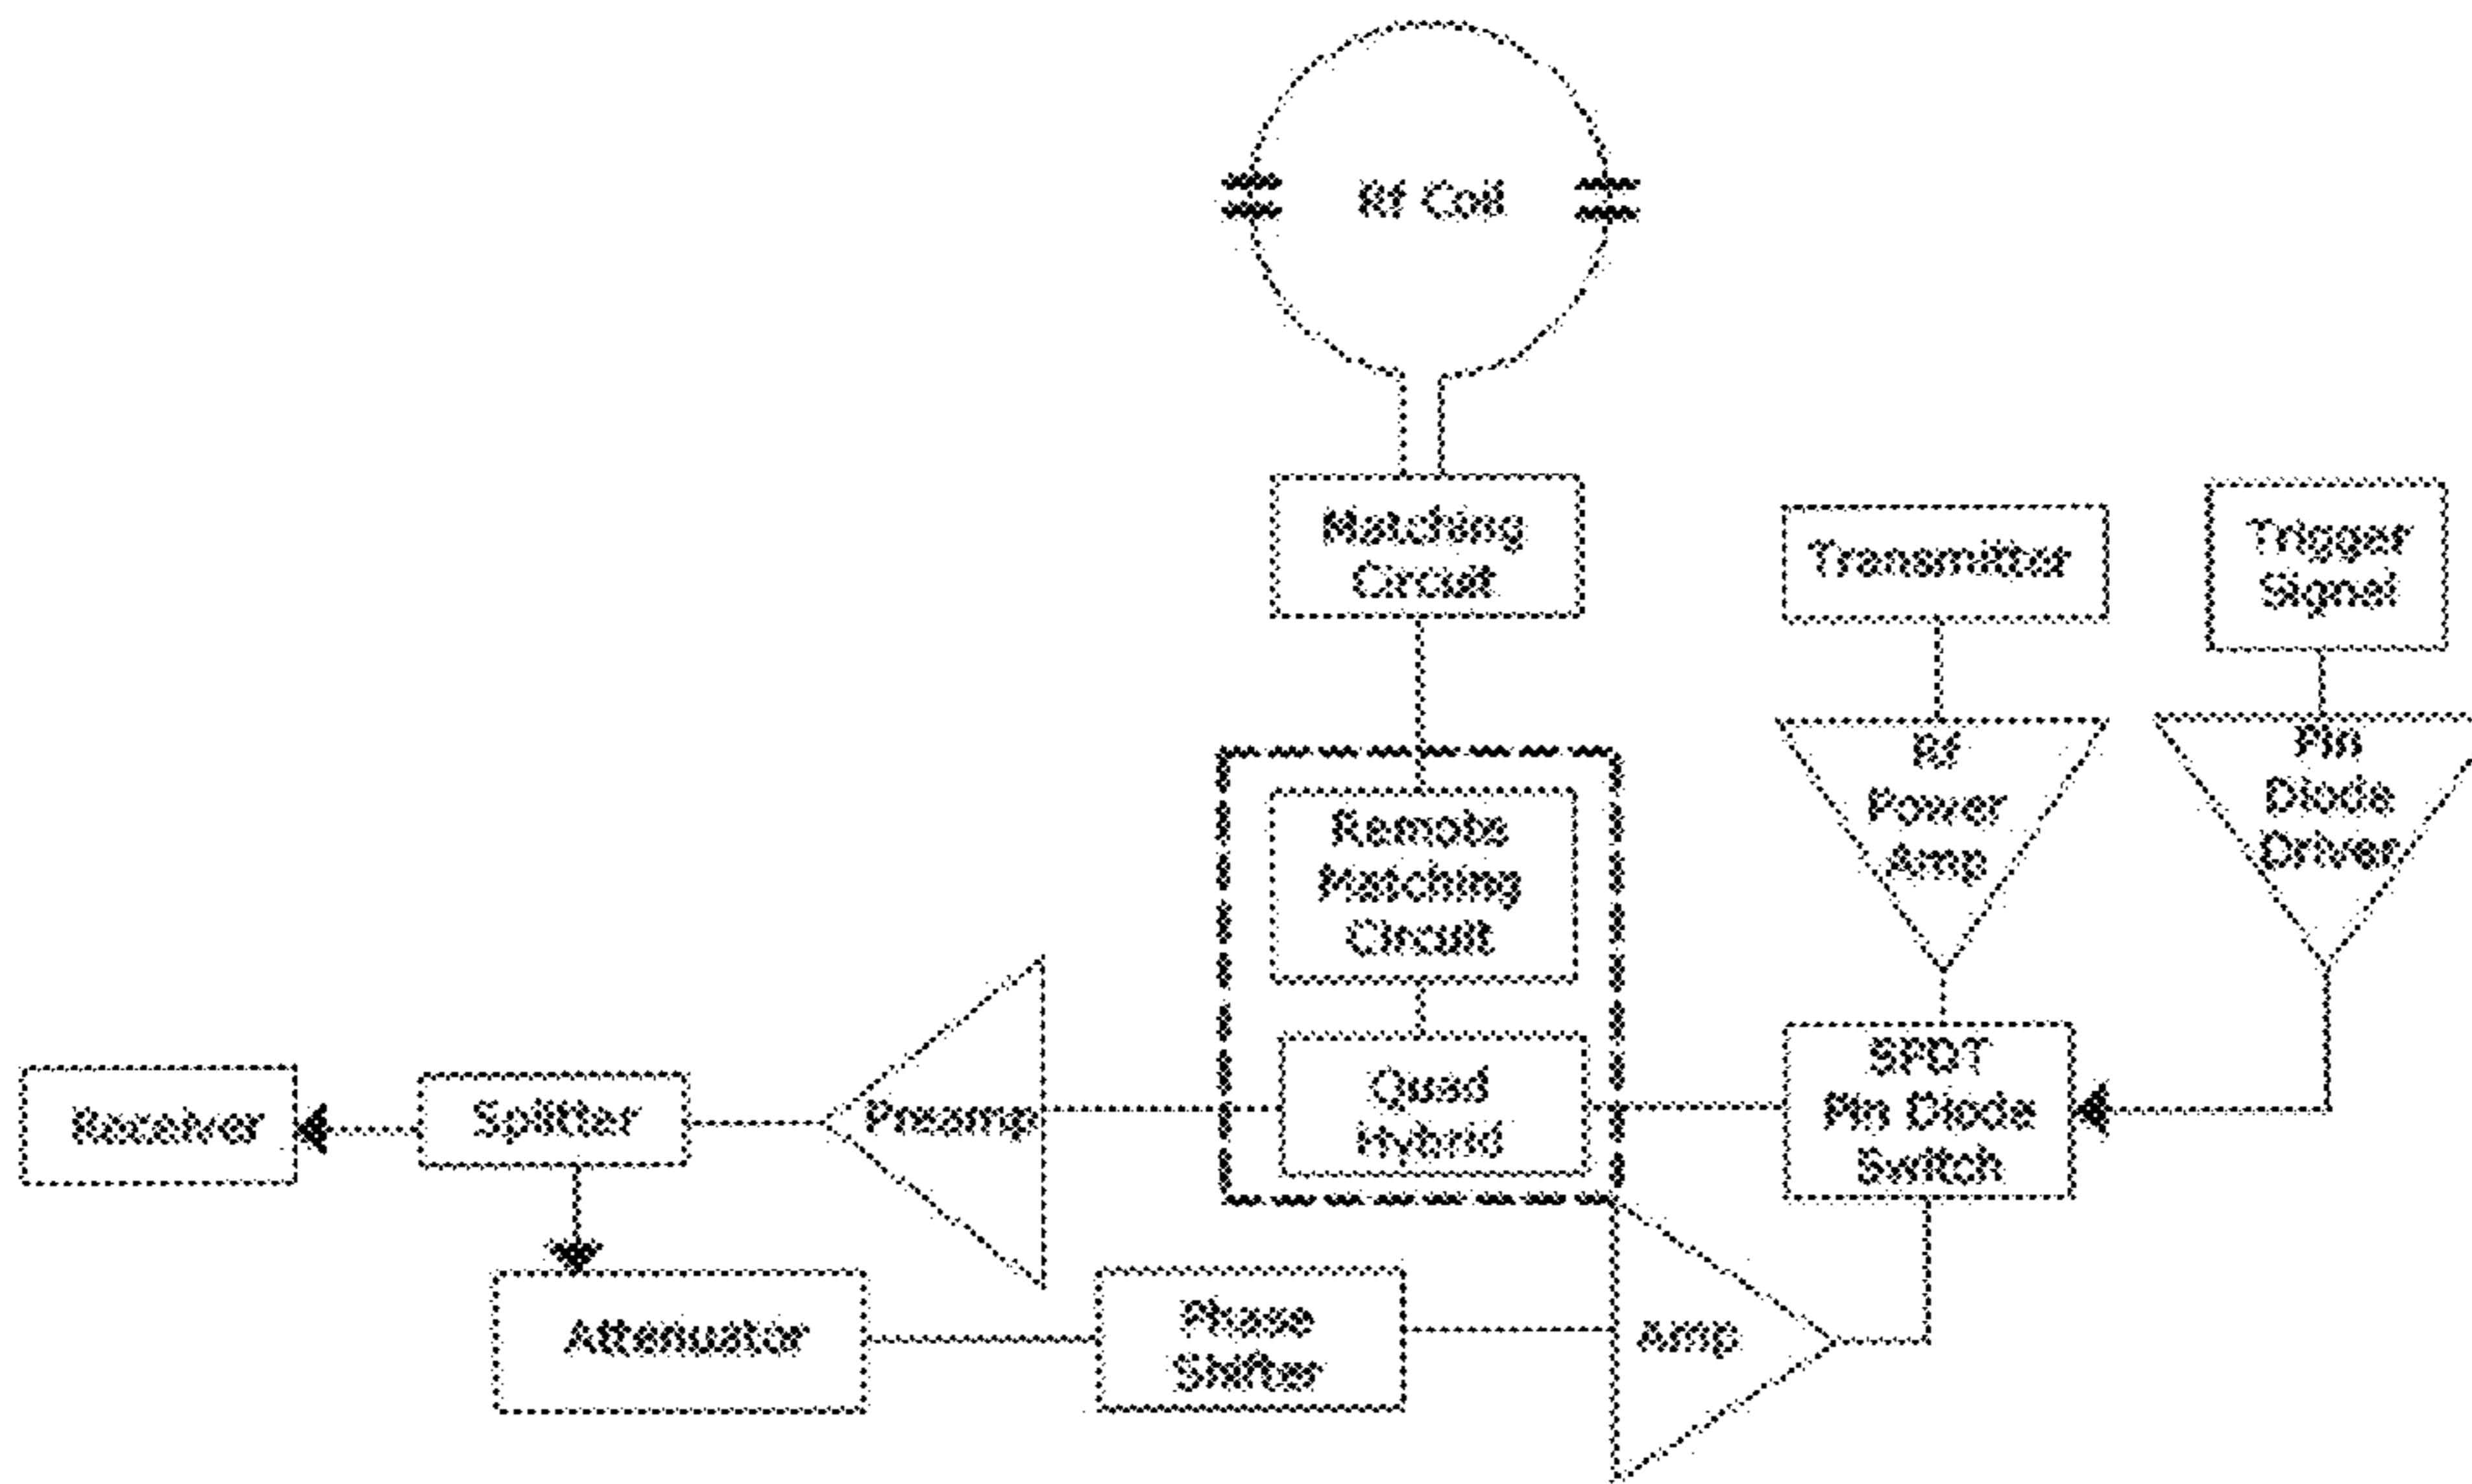 Rf Coil
Matching
Circuit
Transmitter
Trigger
Signal
Rf
Power
Amp
Pin
Diode
Driver
Remote
Matching
Circuit
Receiver
Splitter
Preamp
Quad
Hybrid
SPDT
Pin Diode
Switch
Attenuator
Phase
Shifter
Amp